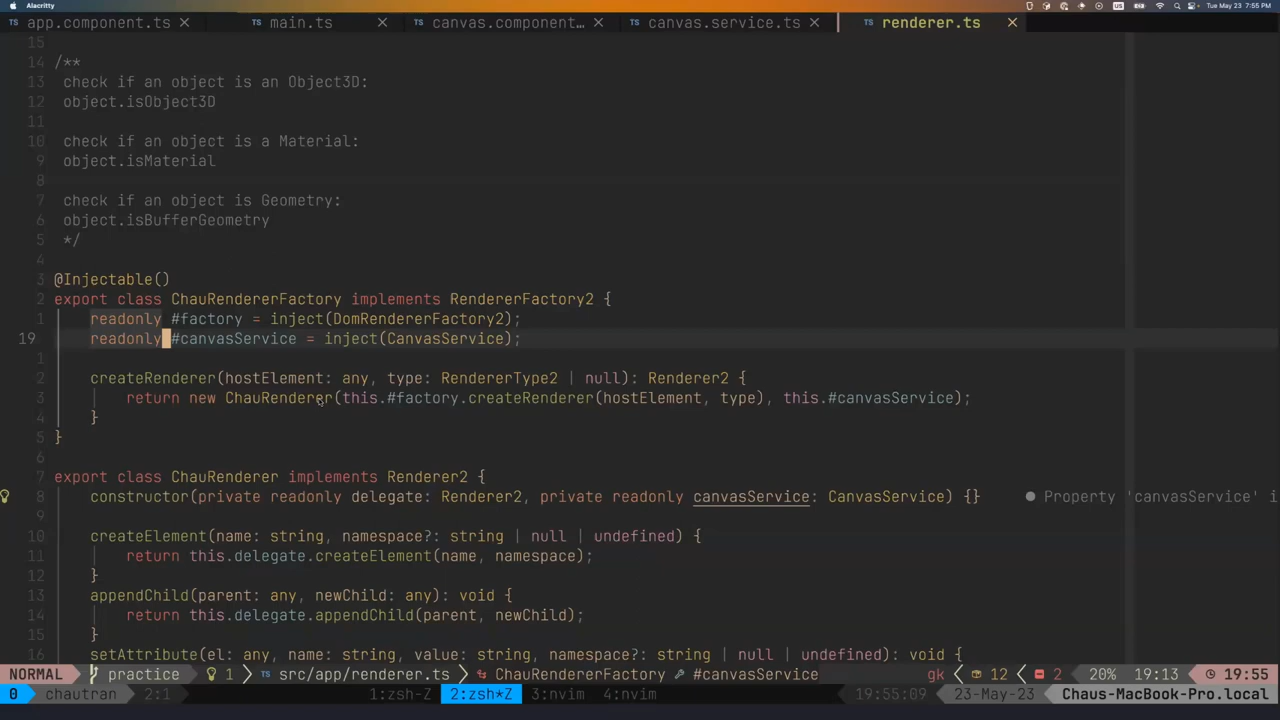 Alacritty
US
Tue May 23 7:55 PM
app.component.ts
main.ts
canvas.component…
canvas.service.ts
renderer.ts
15
14 /**
13 check if an object is an Object3D:
12 object.isObject3D
11
10 check if an object is a Material:
9 object.isMaterial
8
7 check if an object is Geometry:
6 object.isBufferGeometry
5 */
4
3 @Injectable()
2 export class ChauRendererFactory implements RendererFactory2 {
1 readonly #factory = inject(DomRendererFactory2);
19 readonly #canvasService = inject(CanvasService);
1
2 createRenderer(hostElement: any, type: RendererType2 | null): Renderer2 {
3 return new ChauRenderer(this.#factory.createRenderer(hostElement, type), this.#canvasService);
4 }
5 }
6
7 export class ChauRenderer implements Renderer2 {
8 constructor(private readonly delegate: Renderer2, private readonly canvasService: CanvasService) {} ● Property 'canvasService' i
9
10 createElement(name: string, namespace?: string | null | undefined) {
11 return this.delegate.createElement(name, namespace);
12 }
13 appendChild(parent: any, newChild: any): void {
14 return this.delegate.appendChild(parent, newChild);
15 }
16 setAttribute(el: any, name: string, value: string, namespace?: string | null | undefined): void {
NORMAL practice 1 src/app/renderer.ts ChauRendererFactory #canvasService gk 12 2 20% 19:13 19:55
0 chautran 2:1 1:zsh-Z 2:zsh*Z 3:nvim 4:nvim 19:55:09 23-May-23 Chaus-MacBook-Pro.local